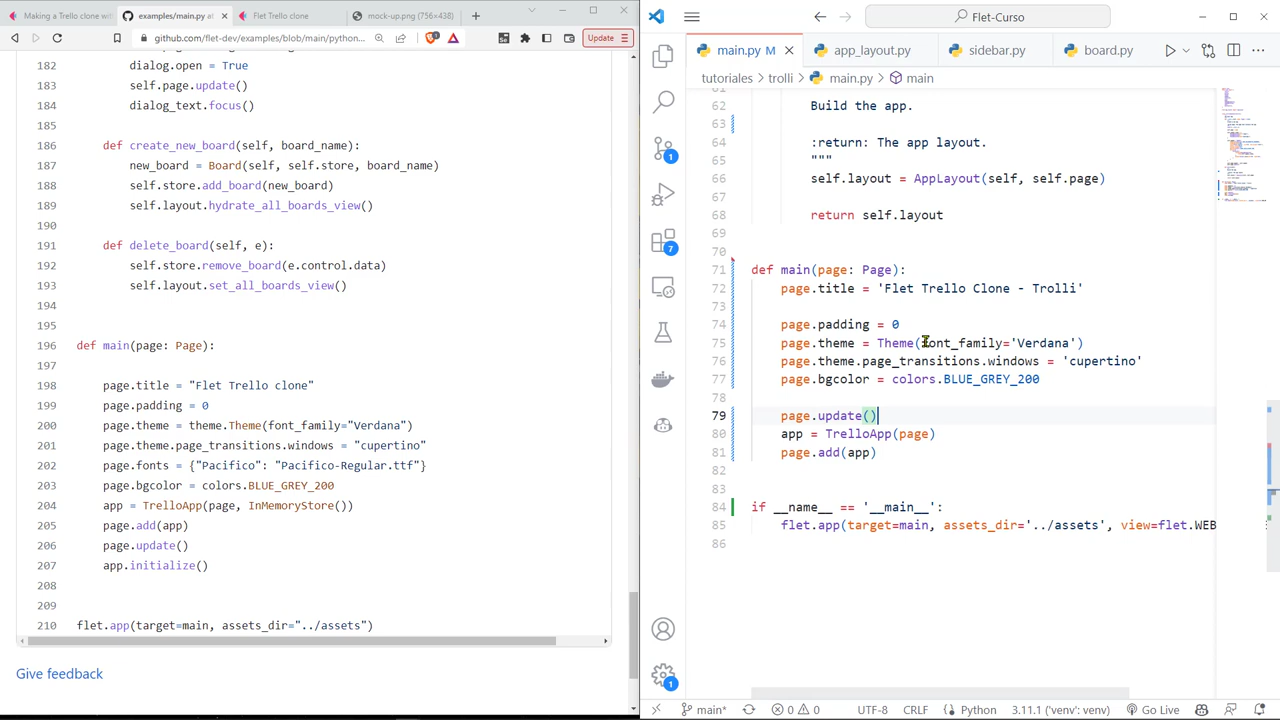 Making a Trello clone with
examples/main.py at
Trello clone
mock-up.png (756×438)
github.com/flet-dev/examples/blob/main/python...
Update
182 dialog.open = True
183 self.page.update()
184 dialog_text.focus()
185
186 def create_new_board(self, board_name):
187 new_board = Board(self, self.store, board_name)
188 self.store.add_board(new_board)
189 self.layout.hydrate_all_boards_view()
190
191 def delete_board(self, e):
192 self.store.remove_board(e.control.data)
193 self.layout.set_all_boards_view()
194
195
196 def main(page: Page):
197
198 page.title = "Flet Trello clone"
199 page.padding = 0
200 page.theme = theme.Theme(font_family="Verdana")
201 page.theme.page_transitions.windows = "cupertino"
202 page.fonts = {"Pacifico": "Pacifico-Regular.ttf"}
203 page.bgcolor = colors.BLUE_GREY_200
204 app = TrelloApp(page, InMemoryStore())
205 page.add(app)
206 page.update()
207 app.initialize()
208
209
210 flet.app(target=main, assets_dir="../assets")
Give feedback
Flet-Curso
main.py M
app_layout.py
sidebar.py
board.py
tutoriales > trolli > main.py > main
61
62 Build the app.
63
64 :return: The app layout
65 """
66 self.layout = AppLayout(self, self.page)
67
68 return self.layout
69
70
71 def main(page: Page):
72 page.title = 'Flet Trello Clone - Trolli'
73
74 page.padding = 0
75 page.theme = Theme(font_family='Verdana')
76 page.theme.page_transitions.windows = 'cupertino'
77 page.bgcolor = colors.BLUE_GREY_200
78
79 page.update()
80 app = TrelloApp(page)
81 page.add(app)
82
83
84 if __name__ == '__main__':
85 flet.app(target=main, assets_dir='../assets', view=flet.WEB
86
1
7
1
main*
0
0
UTF-8
CRLF
Python
3.11.1 ('venv': venv)
Go Live